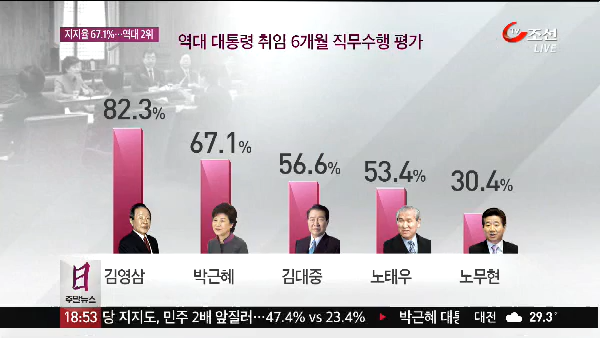 지지율 67.1%…역대 2위
역대 대통령 취임 6개월 직무수행 평가
TV조선
LIVE
82.3%
67.1%
56.6%
53.4%
30.4%
김영삼
박근혜
김대중
노태우
노무현
日
주말뉴스
18:53 당 지지도, 민주 2배 앞질러…47.4% vs 23.4% ▶ 박근혜 대통
대전 29.3°